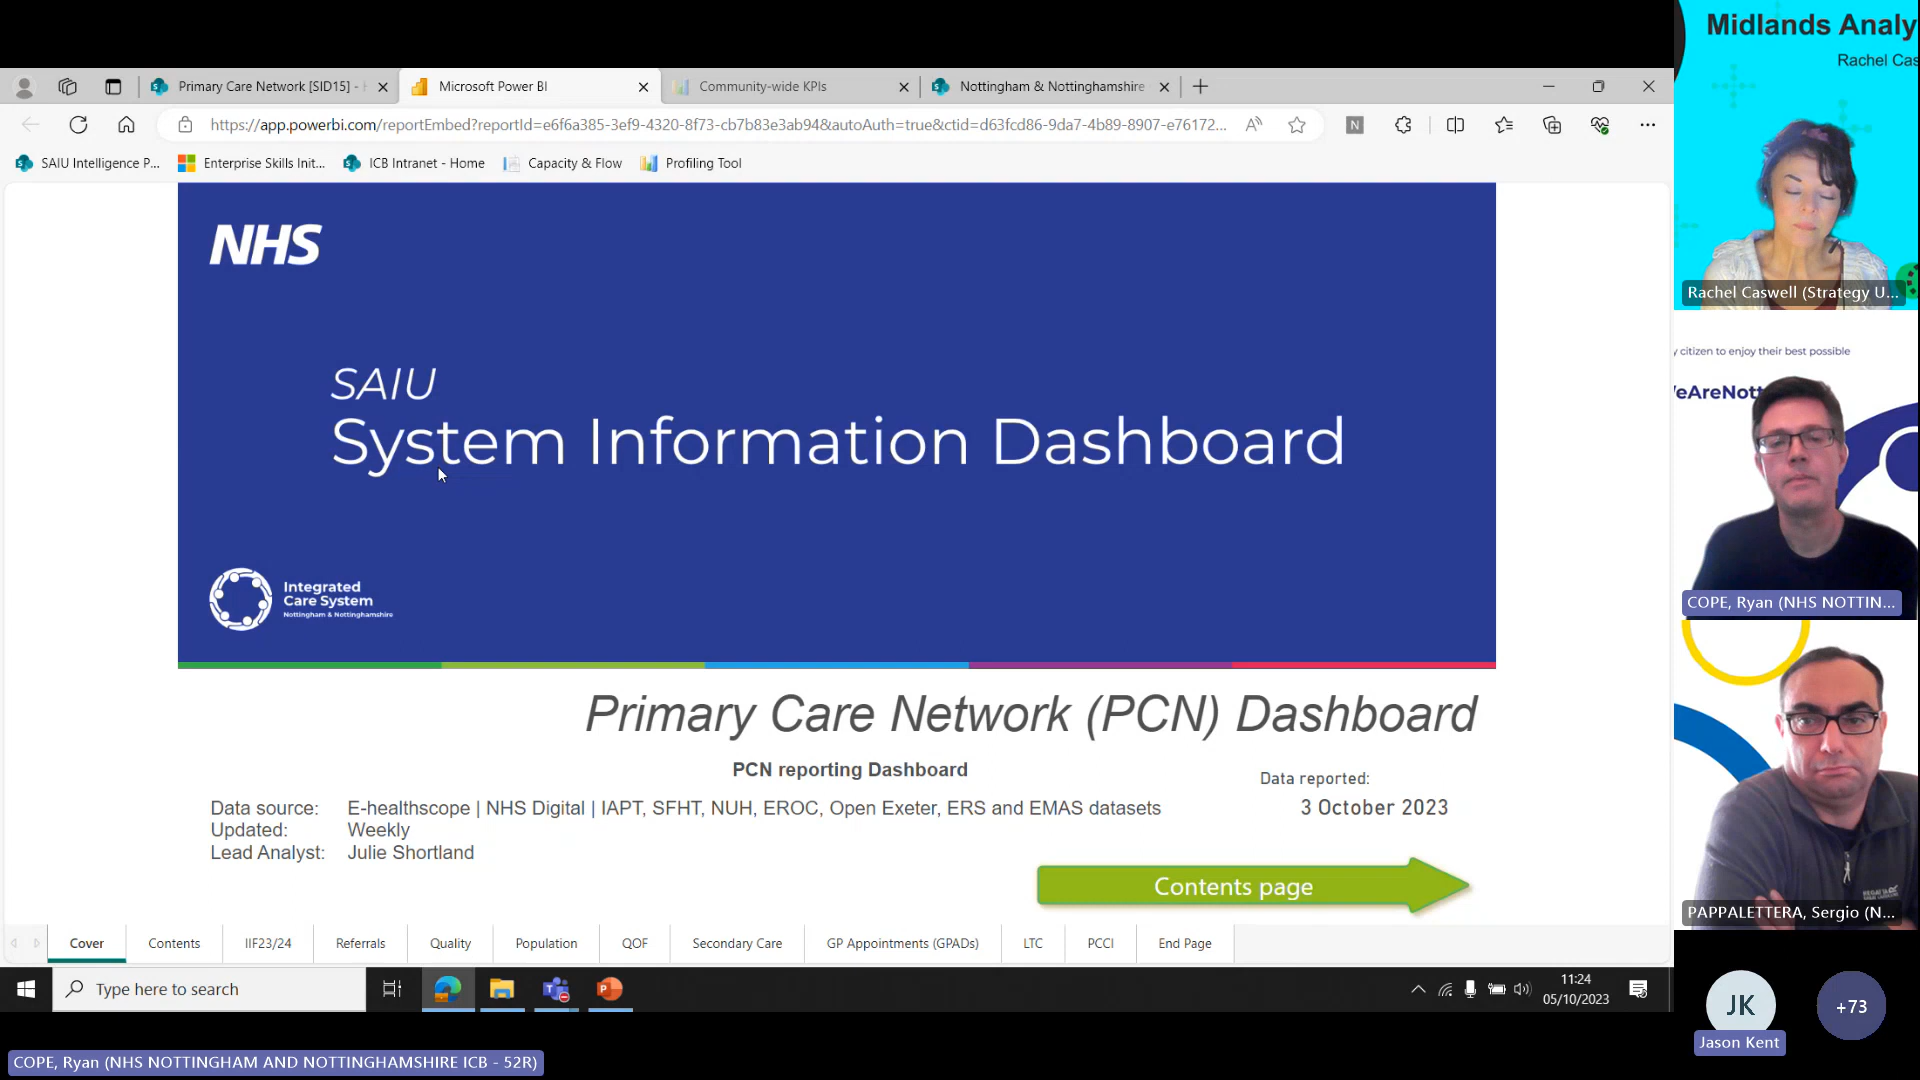 Primary Care Network [SID15] -
Microsoft Power BI
Community-wide KPIs
Nottingham & Nottinghamshire
https://app.powerbi.com/reportEmbed?reportId=e6f6a385-3ef9-4320-8f73-cb7b83e3ab94&autoAuth=true&ctid=d63fcd86-9da7-4b89-8907-e76172...
SAIU Intelligence P...
Enterprise Skills Init...
ICB Intranet - Home
Capacity & Flow
Profiling Tool
NHS
SAIU
System Information Dashboard
Integrated
Care System
Nottingham & Nottinghamshire
Primary Care Network (PCN) Dashboard
PCN reporting Dashboard
Data reported:
3 October 2023
Data source: E-healthscope | NHS Digital | IAPT, SFHT, NUH, EROC, Open Exeter, ERS and EMAS datasets
Updated: Weekly
Lead Analyst: Julie Shortland
Contents page
Cover
Contents
IIF23/24
Referrals
Quality
Population
QOF
Secondary Care
GP Appointments (GPADs)
LTC
PCCI
End Page
Type here to search
11:24
05/10/2023
COPE, Ryan (NHS NOTTINGHAM AND NOTTINGHAMSHIRE ICB - 52R)
Midlands Analy
Rachel Cas
Rachel Caswell (Strategy U...
y citizen to enjoy their best possible
eAreNott
COPE, Ryan (NHS NOTTIN...
PAPPALETTERA, Sergio (N...
JK
Jason Kent
+73